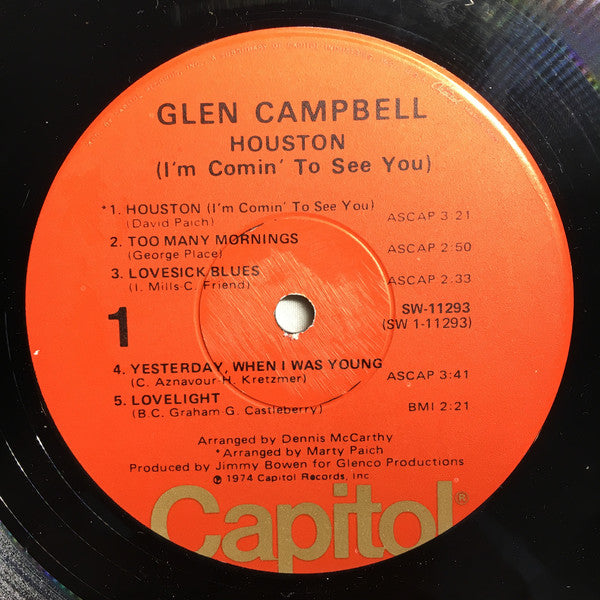 GLEN CAMPBELL
HOUSTON
(I'm Comin' To See You)
*1. HOUSTON (I'm Comin' To See You)
(David Paich) ASCAP 3:21
2. TOO MANY MORNINGS
(George Place) ASCAP 2:50
3. LOVESICK BLUES
(I. Mills-C. Friend) ASCAP 2:33
1
SW-11293
(SW 1-11293)
4. YESTERDAY, WHEN I WAS YOUNG
(C. Aznavour-H. Kretzmer) ASCAP 3:41
5. LOVELIGHT
(B.C. Graham G. Castleberry) BMI 2:21
Arranged by Dennis McCarthy
*Arranged by Marty Paich
Produced by Jimmy Bowen for Glenco Productions
℗ 1974 Capitol Records, Inc
Capitol®